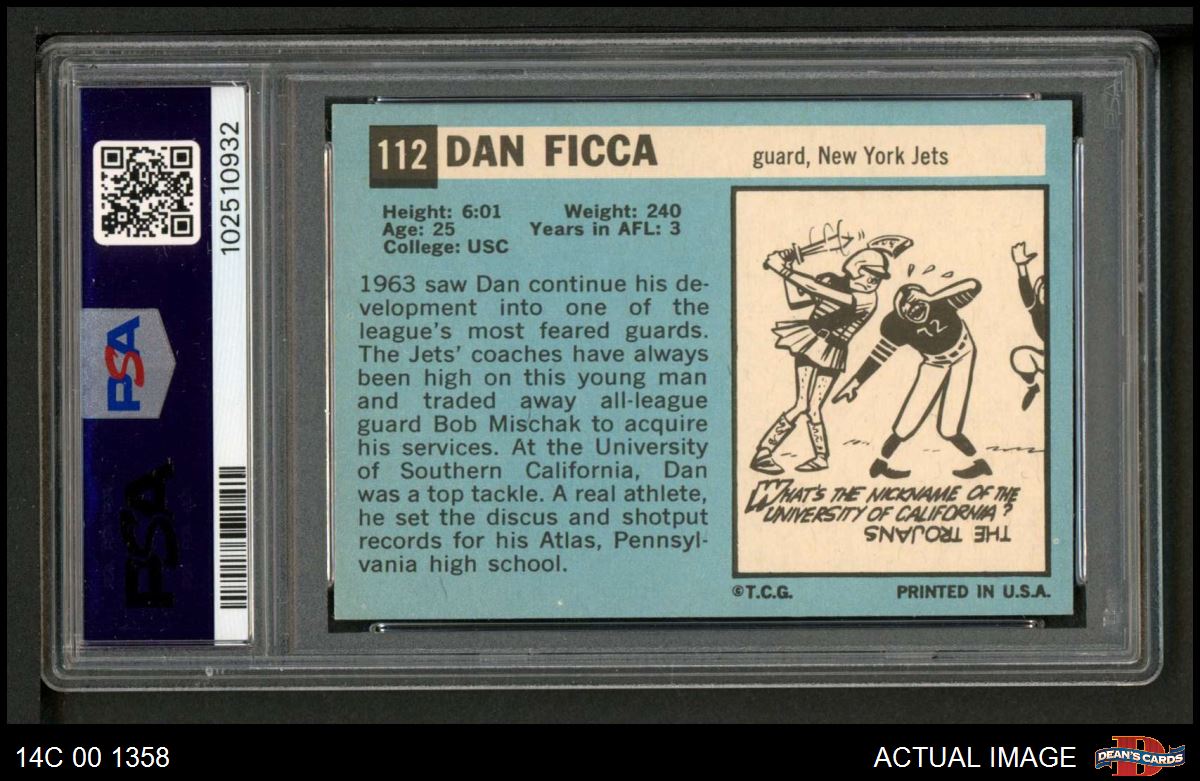 102510932
PSA
PSA
112 DAN FICCA
guard, New York Jets
Height: 6:01 Weight: 240
Age: 25 Years in AFL: 3
College: USC
1963 saw Dan continue his de-
velopment into one of the
league's most feared guards.
The Jets' coaches have always
been high on this young man
and traded away all-league
guard Bob Mischak to acquire
his services. At the University
of Southern California, Dan
was a top tackle. A real athlete,
he set the discus and shotput
records for his Atlas, Pennsyl-
vania high school.
72
WHAT'S THE NICKNAME OF THE
UNIVERSITY OF CALIFORNIA?
THE TROJANS
©T.C.G. PRINTED IN U.S.A.
14C 00 1358
ACTUAL IMAGE
DEAN'S CARDS